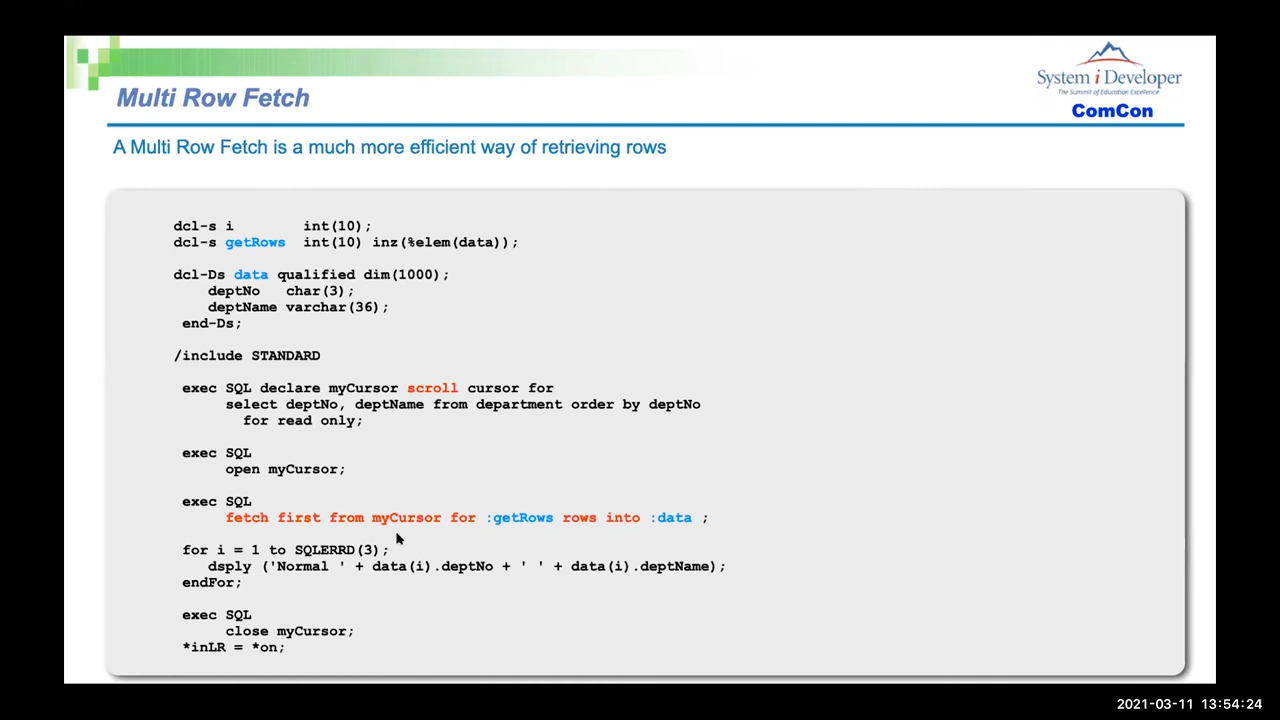 System i Developer
The Summit of Education Excellence
ComCon
Multi Row Fetch
A Multi Row Fetch is a much more efficient way of retrieving rows
dcl-s i        int(10);
dcl-s getRows  int(10) inz(%elem(data));
dcl-Ds data qualified dim(1000);
    deptNo   char(3);
    deptName varchar(36);
 end-Ds;
/include STANDARD
 exec SQL declare myCursor scroll cursor for
      select deptNo, deptName from department order by deptNo
        for read only;
 exec SQL
      open myCursor;
 exec SQL
      fetch first from myCursor for :getRows rows into :data ;
 for i = 1 to SQLERRD(3);
    dsply ('Normal ' + data(i).deptNo + ' ' + data(i).deptName);
 endFor;
 exec SQL
      close myCursor;
 *inLR = *on;
2021-03-11 13:54:24